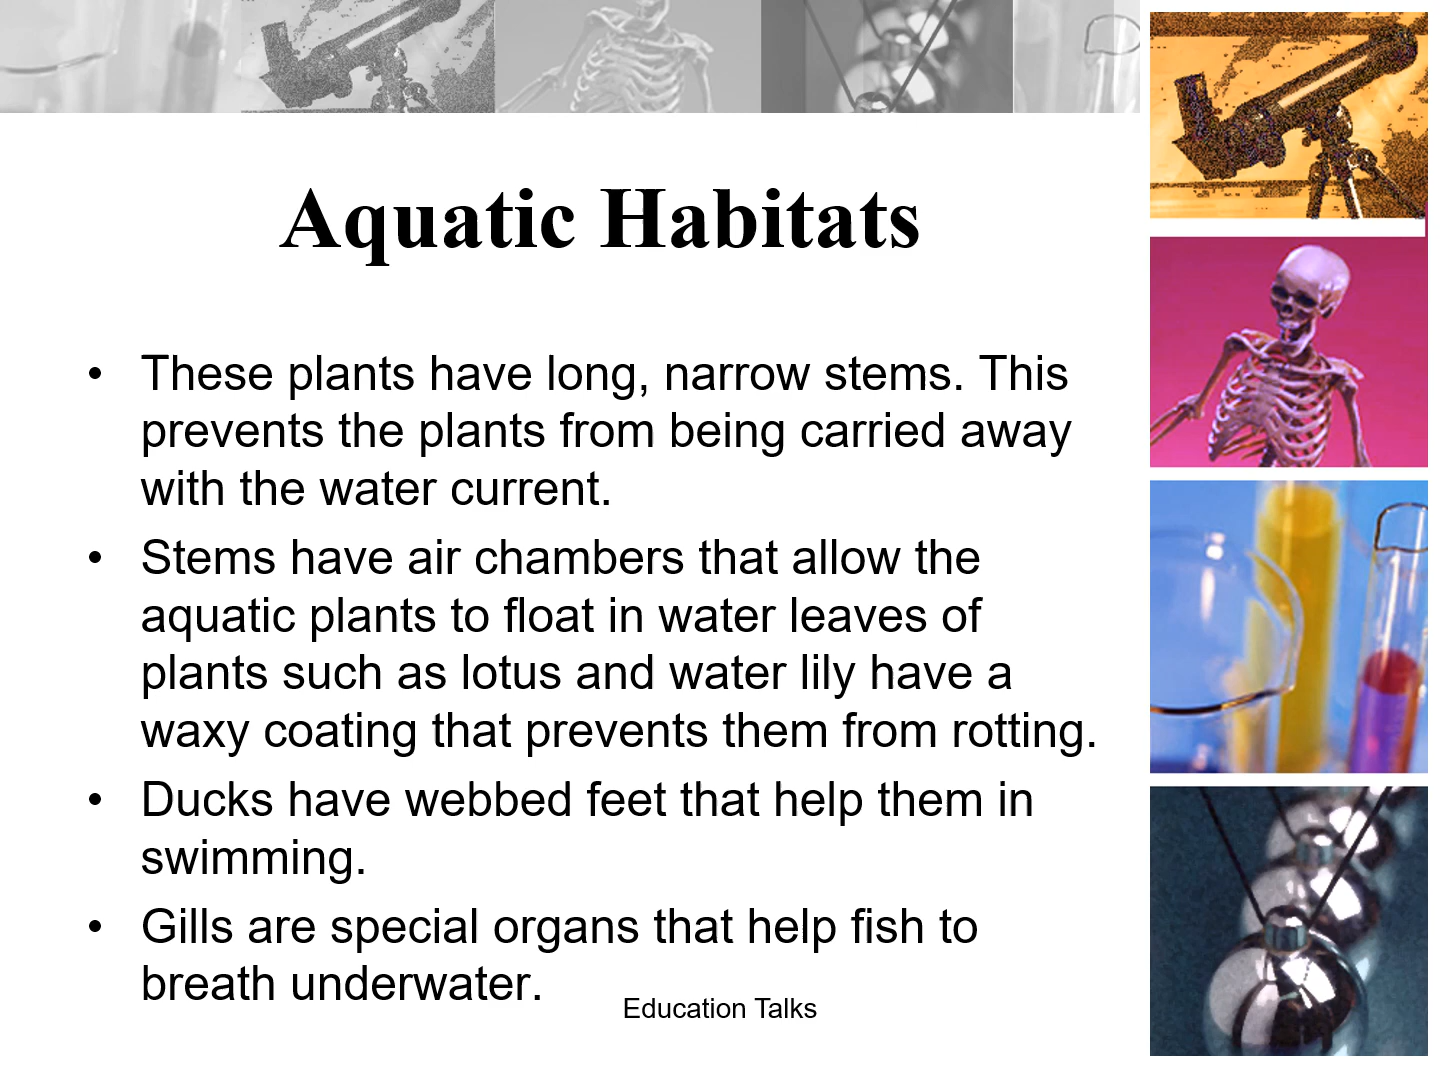 Aquatic Habitats
• These plants have long, narrow stems. This
prevents the plants from being carried away
with the water current.
• Stems have air chambers that allow the
aquatic plants to float in water leaves of
plants such as lotus and water lily have a
waxy coating that prevents them from rotting.
• Ducks have webbed feet that help them in
swimming.
• Gills are special organs that help fish to
breath underwater.
Education Talks